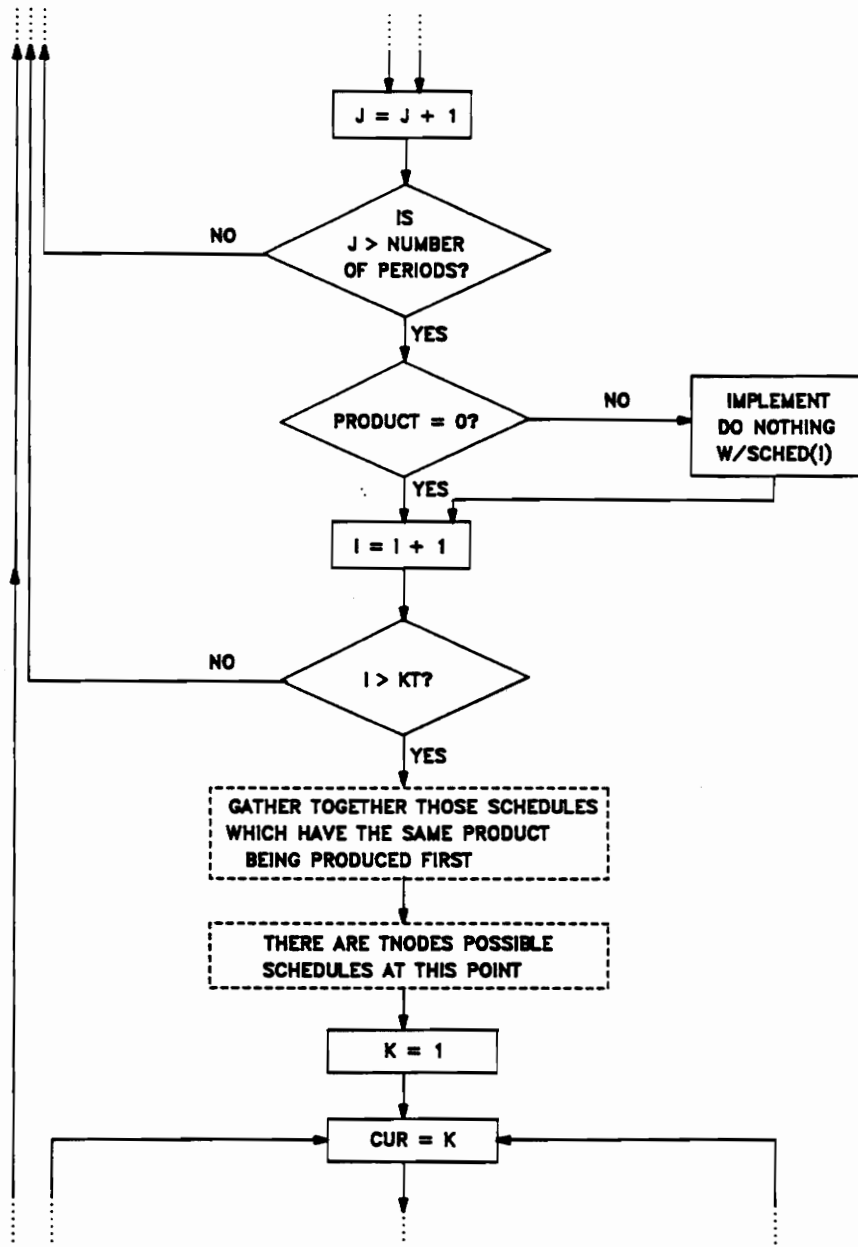 J = J + 1
IS
J > NUMBER
OF PERIODS?
NO
YES
PRODUCT = 0?
NO
IMPLEMENT
DO NOTHING
W/SCHED(I)
YES
I = I + 1
I > KT?
NO
YES
GATHER TOGETHER THOSE SCHEDULES
WHICH HAVE THE SAME PRODUCT
BEING PRODUCED FIRST
THERE ARE TNODES POSSIBLE
SCHEDULES AT THIS POINT
K = 1
CUR = K